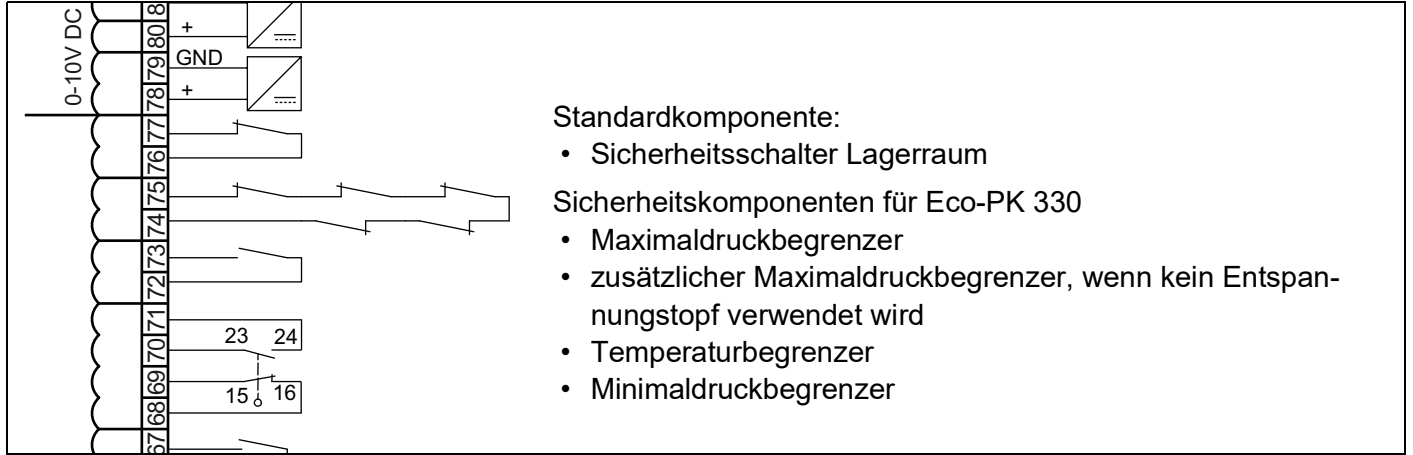 0-10V DC
8
80
+
79
GND
78
+
77
76
75
74
73
72
71
70
23 24
69
15 16
68
67
Standardkomponente:
• Sicherheitsschalter Lagerraum
Sicherheitskomponenten für Eco-PK 330
• Maximaldruckbegrenzer
• zusätzlicher Maximaldruckbegrenzer, wenn kein Entspan-
nungstopf verwendet wird
• Temperaturbegrenzer
• Minimaldruckbegrenzer